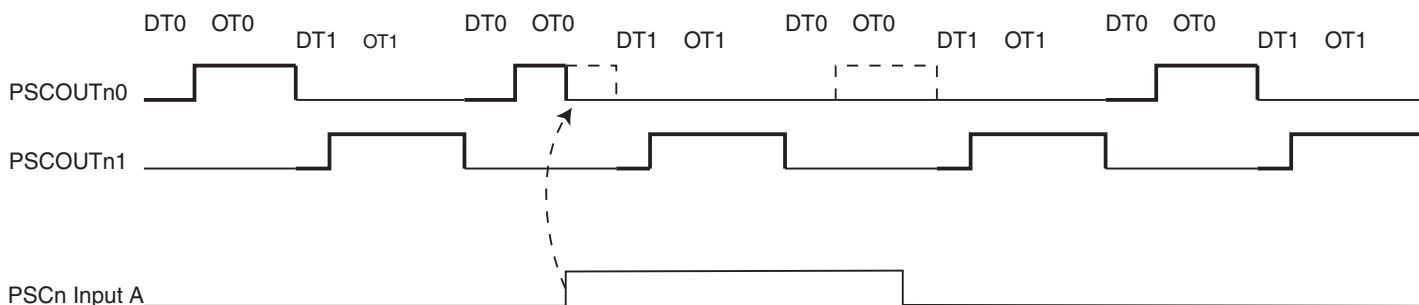 DT0 OT0 DT0 OT0 DT0 OT0 DT0 OT0
DT1 OT1 DT1 OT1 DT1 OT1 DT1 OT1
PSCOUTn0
PSCOUTn1
PSCn Input A